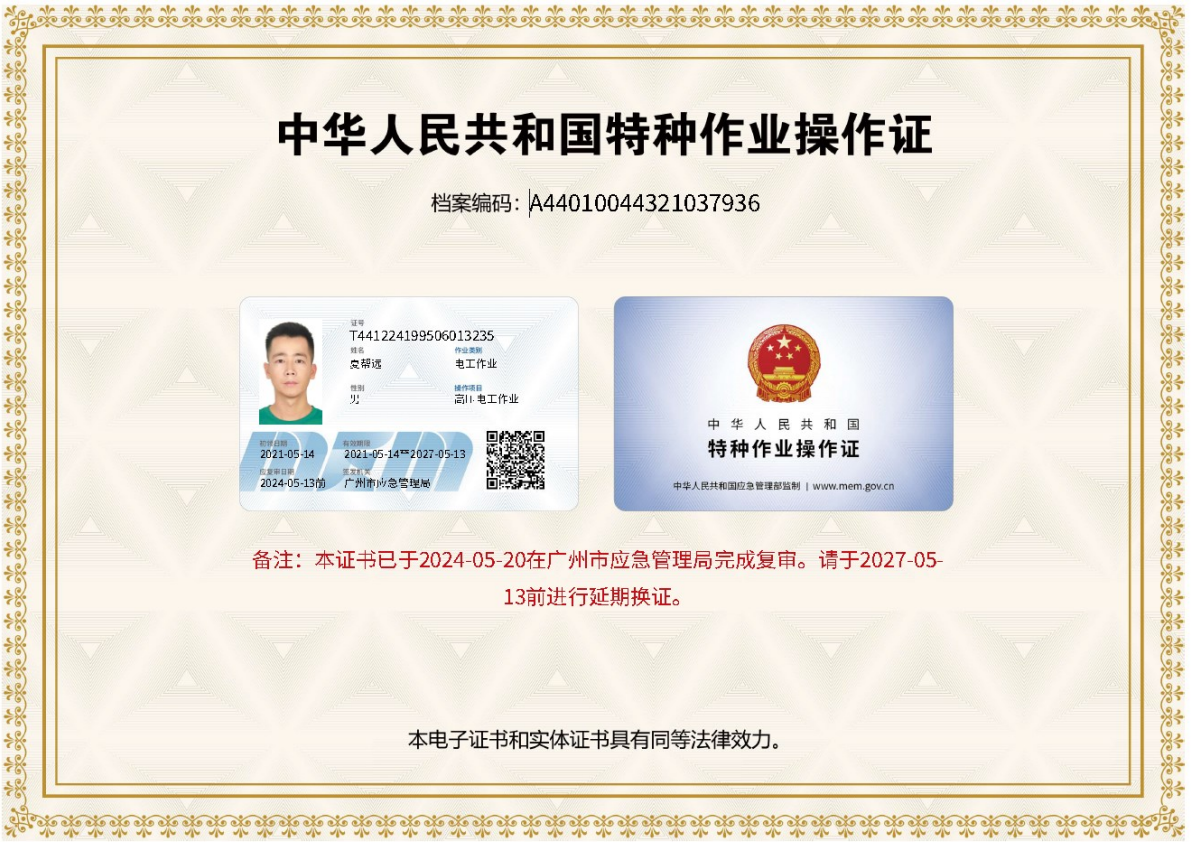 中华人民共和国特种作业操作证
档案编码：A44010044321037936
证号
T441224199506013235
姓名 作业类别
夏帮远 电工作业
性别 操作项目
男 高压电工作业
初领日期 有效期限
2021-05-14 2021-05-14至2027-05-13
应复审日期 签发机关
2024-05-13前 广州市应急管理局
中华人民共和国
特种作业操作证
中华人民共和国应急管理部监制 | www.mem.gov.cn
备注：本证书已于2024-05-20在广州市应急管理局完成复审。请于2027-05-
13前进行延期换证。
本电子证书和实体证书具有同等法律效力。